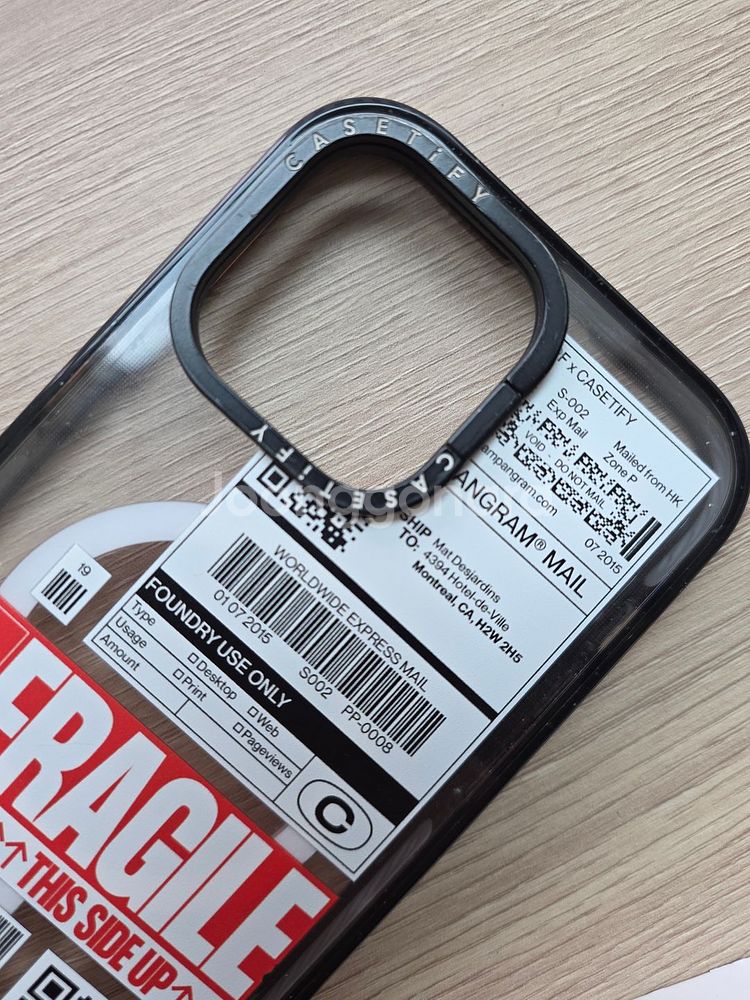 CASETiFY
CASETiFY
F x CASETIFY
S-002
Exp Mail
Mailed from HK
Zone P
VOID - DO NOT MAIL
ampangram.com
07 2015
ANGRAM® MAIL
SHIP
TO:
Mat Desjardins
4394 Hotel-de-Ville
Montreal, CA, H2W 2H5
WORLDWIDE EXPRESS MAIL
01 07 2015 S002 PP-0008
FOUNDRY USE ONLY
Type
Usage
Amount
Desktop
Print
Web
Pageviews
C
19
FRAGILE
↑↑ THIS SIDE UP ↑